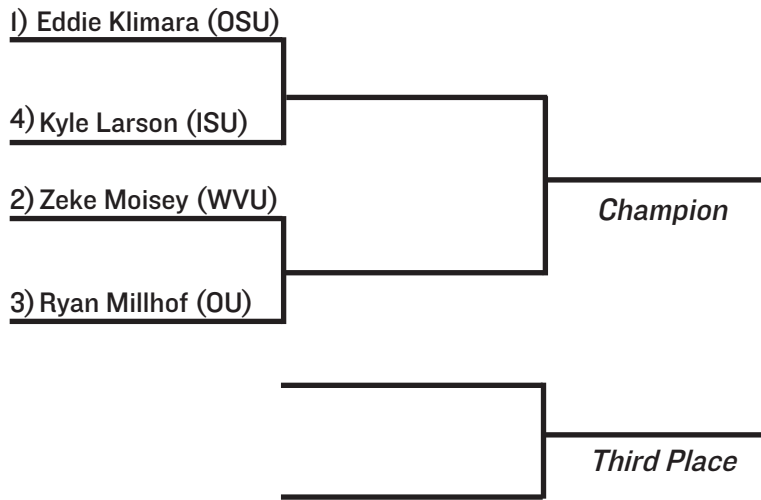 1) Eddie Klimara (OSU)
4) Kyle Larson (ISU)
2) Zeke Moisey (WVU)
Champion
3) Ryan Millhof (OU)
Third Place